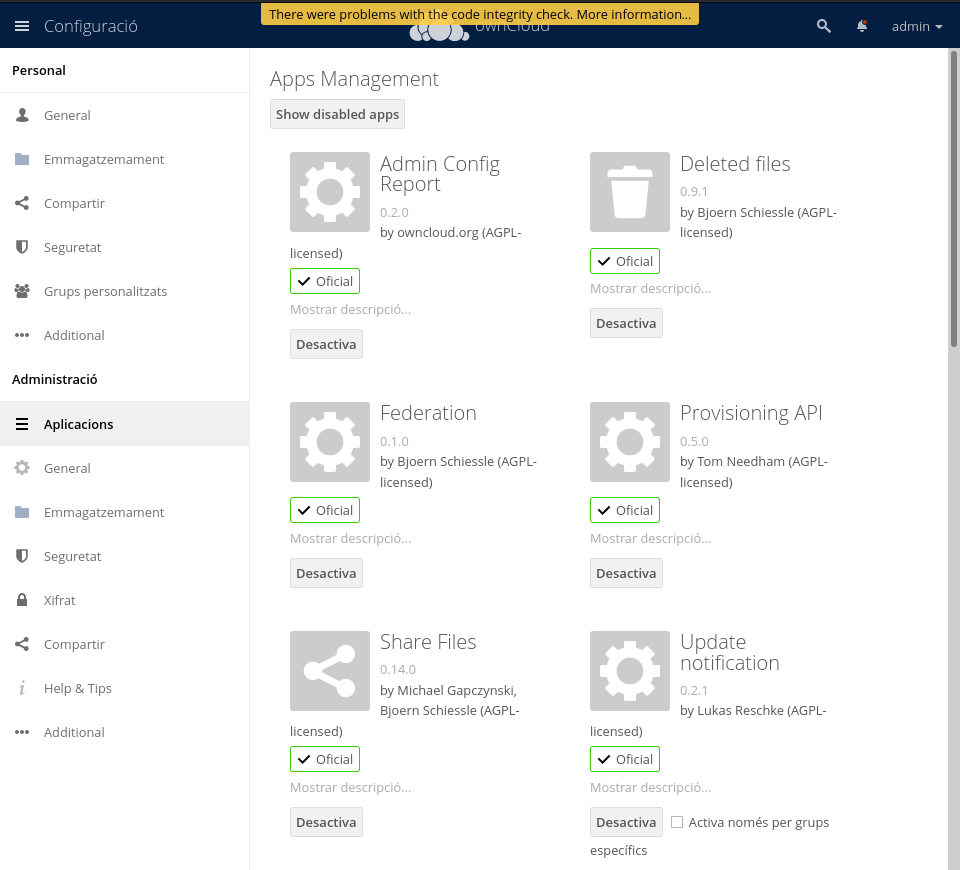 There were problems with the code integrity check. More information...
Configuració
ownCloud
admin
Personal
General
Emmagatzemament
Compartir
Seguretat
Grups personalitzats
Additional
Administració
Aplicacions
General
Emmagatzemament
Seguretat
Xifrat
Compartir
Help & Tips
Additional
Apps Management
Show disabled apps
Admin Config
Report
0.2.0
by owncloud.org (AGPL-
licensed)
Oficial
Mostrar descripció...
Desactiva
Deleted files
0.9.1
by Bjoern Schiessle (AGPL-
licensed)
Oficial
Mostrar descripció...
Desactiva
Federation
0.1.0
by Bjoern Schiessle (AGPL-
licensed)
Oficial
Mostrar descripció...
Desactiva
Provisioning API
0.5.0
by Tom Needham (AGPL-
licensed)
Oficial
Mostrar descripció...
Desactiva
Share Files
0.14.0
by Michael Gapczynski,
Bjoern Schiessle (AGPL-
licensed)
Oficial
Mostrar descripció...
Desactiva
Update
notification
0.2.1
by Lukas Reschke (AGPL-
licensed)
Oficial
Mostrar descripció...
Desactiva Activa només per grups
específics